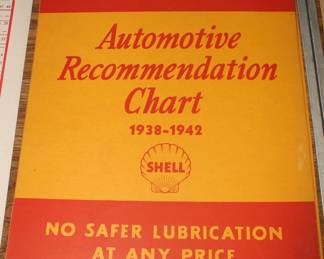 Automotive
Recommendation
Chart
1938-1942
SHELL
NO SAFER LUBRICATION
AT ANY PRICE